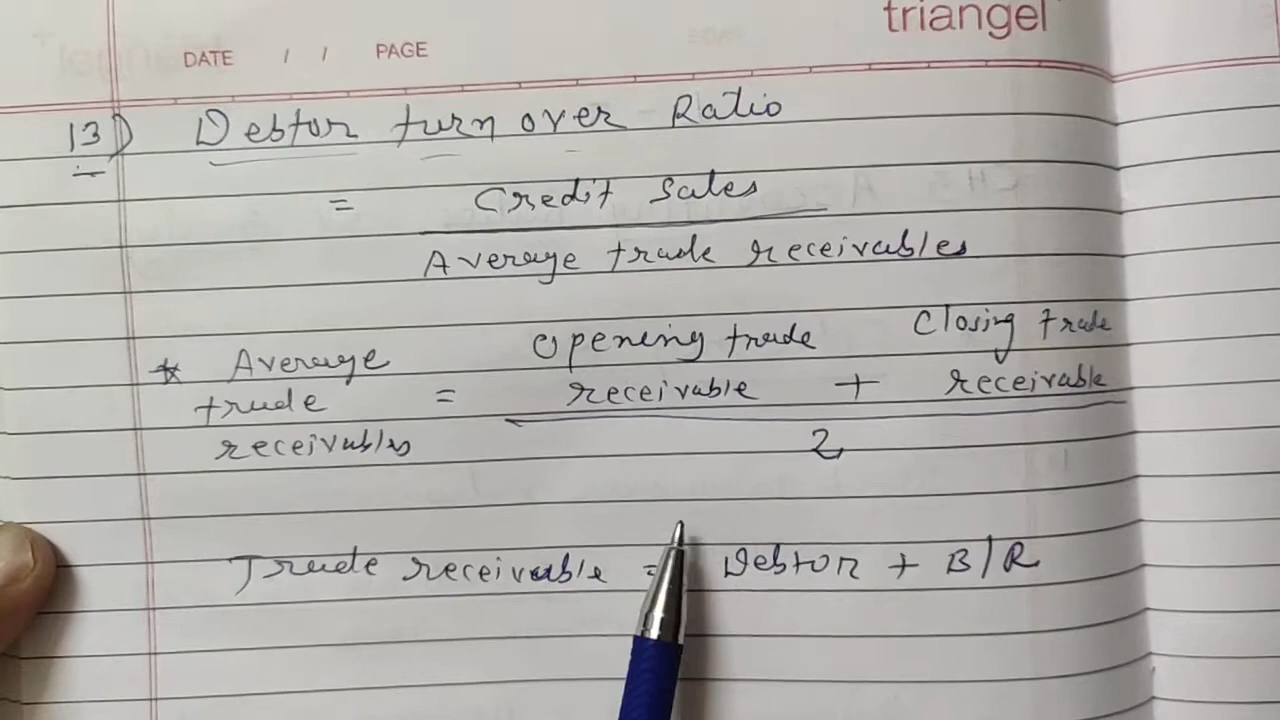 triangel
DATE / / PAGE
13) Debtor turn over Ratio
= Credit Sales
Average trade receivables
* Average trade receivables = Opening trade receivable + Closing trade receivable
2
Trade receivable = Debtor + B/R